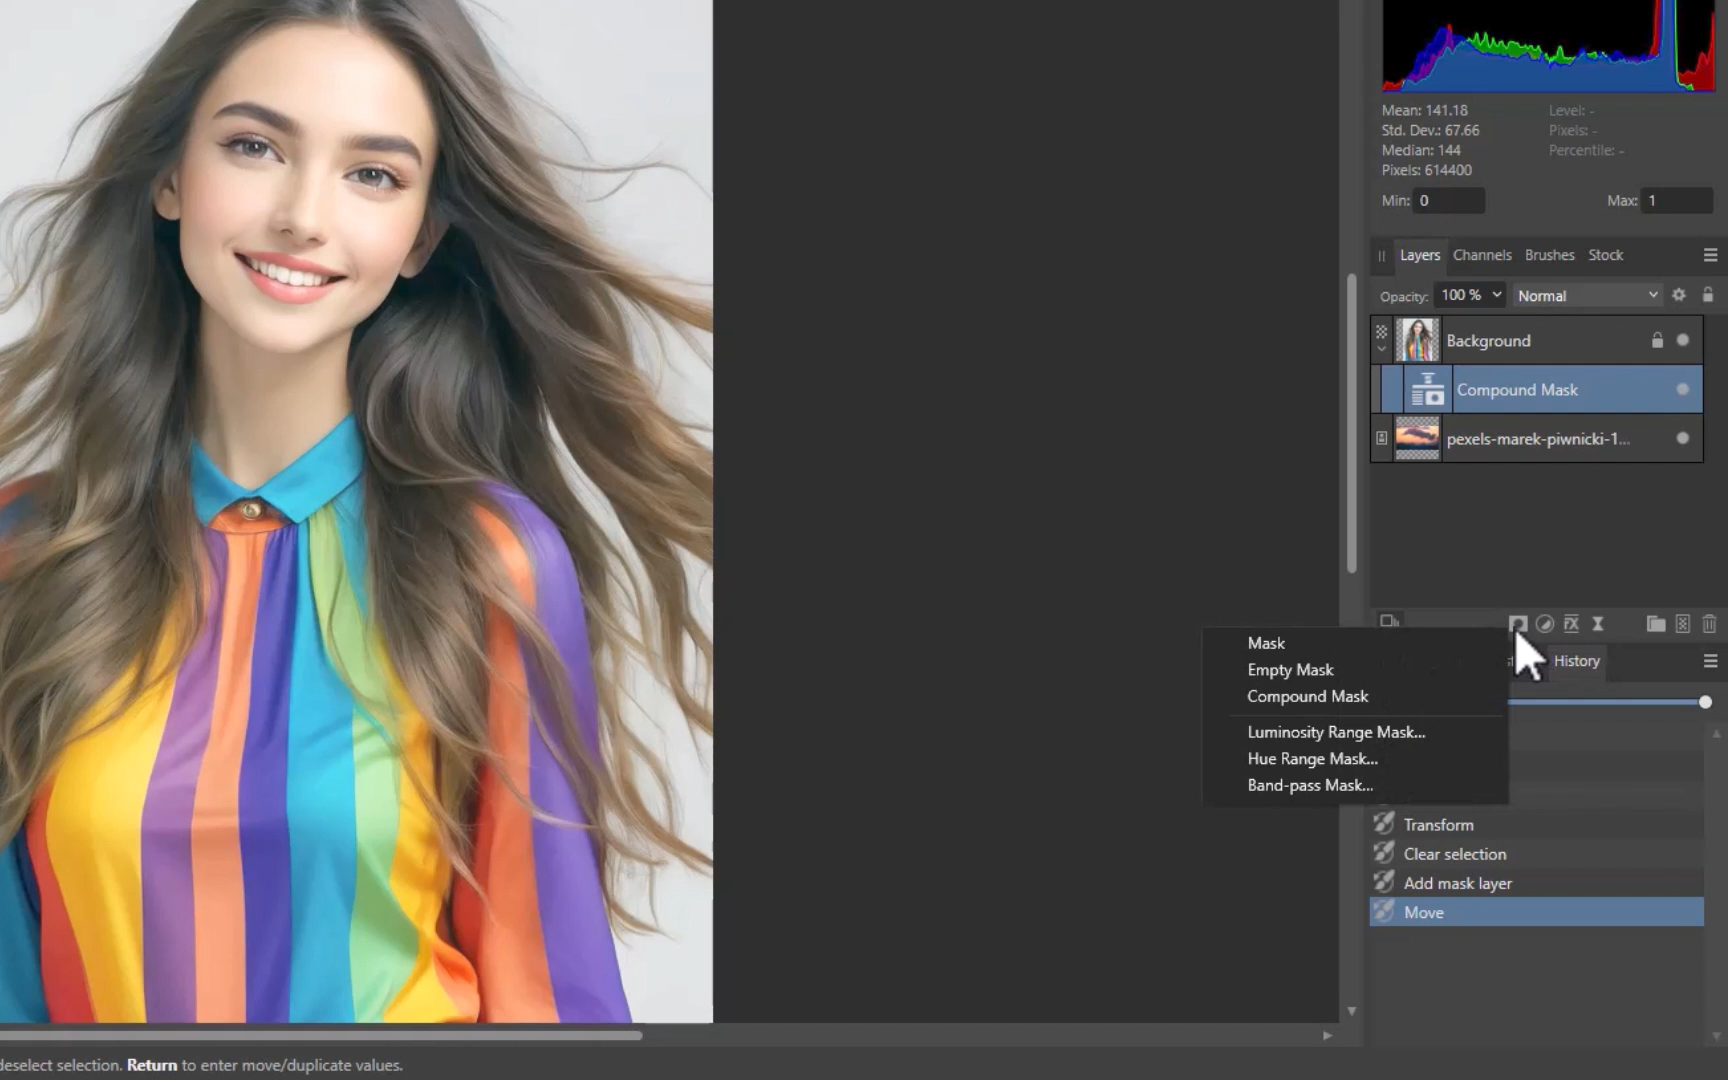 Mean: 141.18
Std. Dev.: 67.66
Median: 144
Pixels: 614400
Level: -
Pixels: -
Percentile: -
Min: 0
Max: 1
Layers Channels Brushes Stock
Opacity: 100 % Normal
Background
Compound Mask
pexels-marek-piwnicki-1...
FX
History
Mask
Empty Mask
Compound Mask
Luminosity Range Mask...
Hue Range Mask...
Band-pass Mask...
Transform
Clear selection
Add mask layer
Move
deselect selection. Return to enter move/duplicate values.